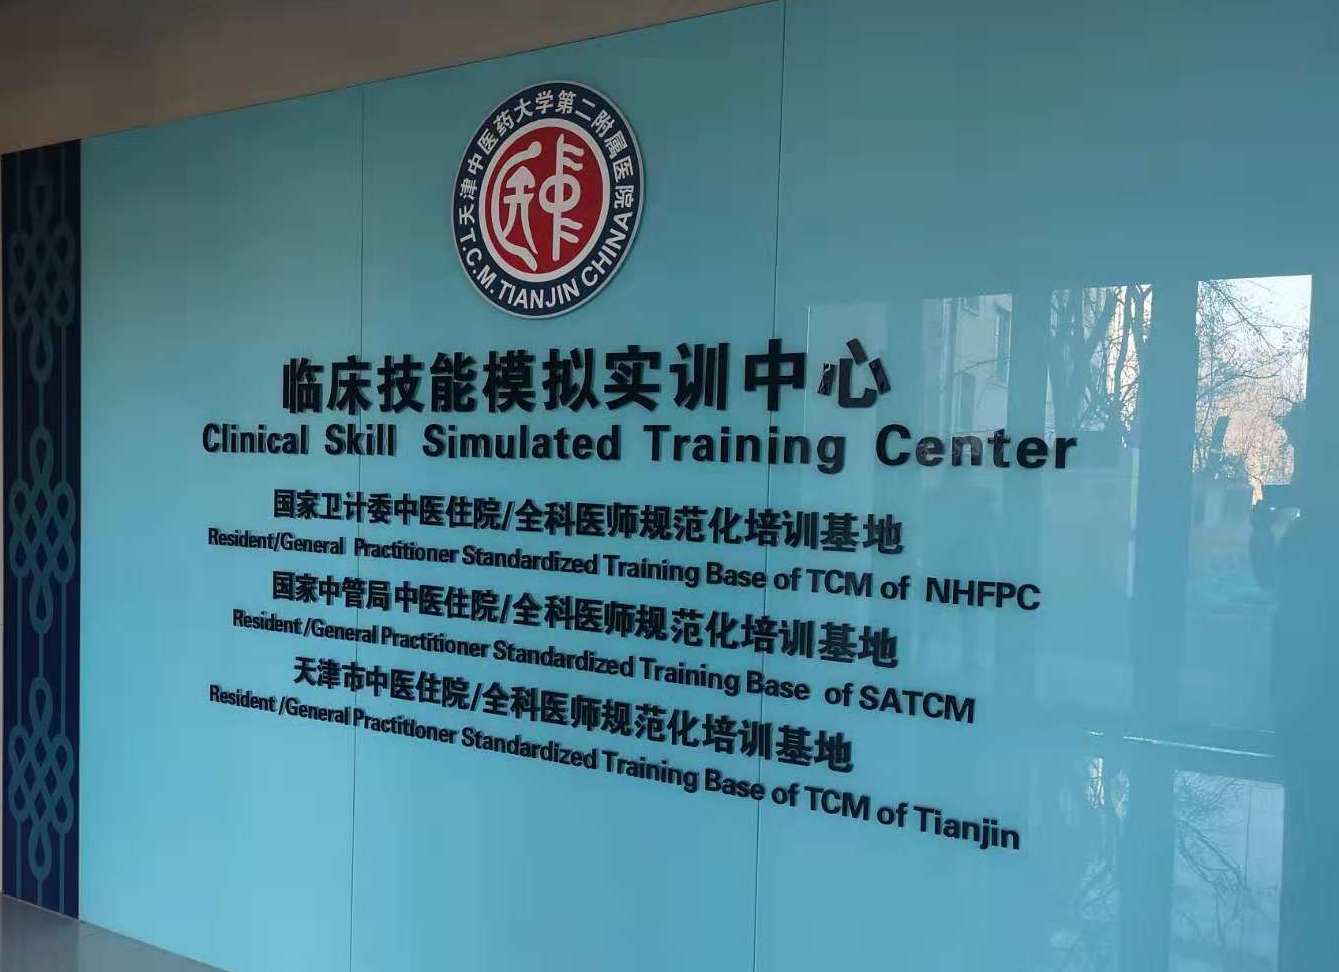 天津中医药大学第二附属医院
T.C.M.TIANJIN CHINA
临床技能模拟实训中心
Clinical Skill Simulated Training Center
国家卫计委中医住院/全科医师规范化培训基地
Resident/General Practitioner Standardized Training Base of TCM of NHFPC
国家中管局中医住院/全科医师规范化培训基地
Resident /General Practitioner Standardized Training Base of SATCM
天津市中医住院/全科医师规范化培训基地
Resident /General Practitioner Standardized Training Base of TCM of Tianjin